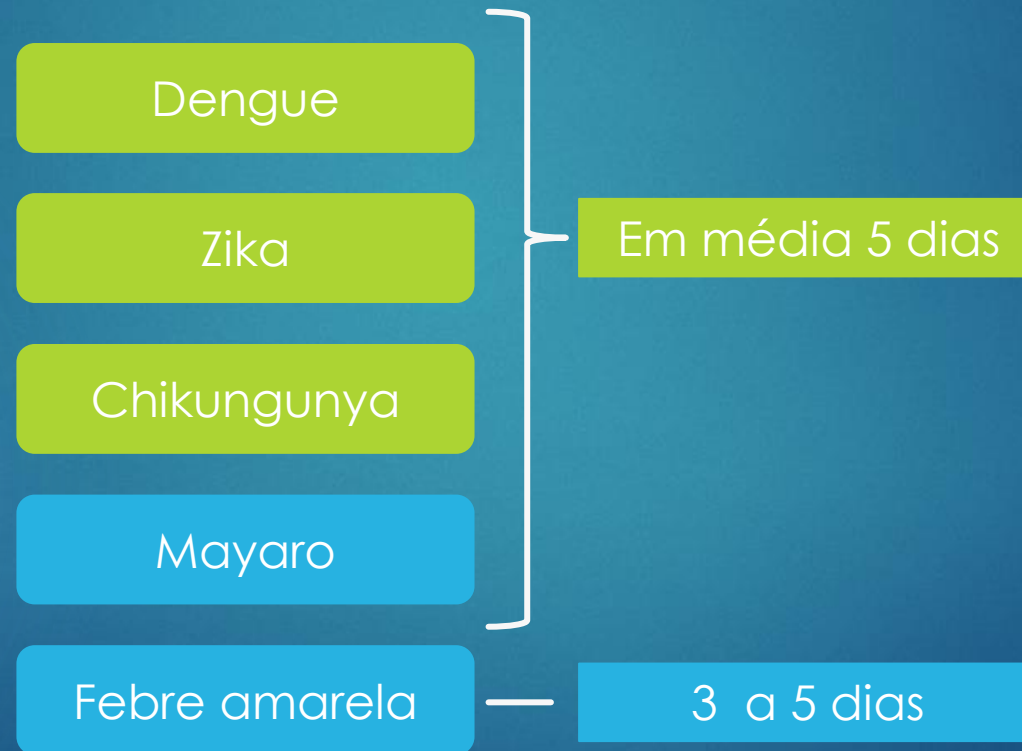 Dengue
Zika
Em média 5 dias
Chikungunya
Mayaro
Febre amarela
3 a 5 dias